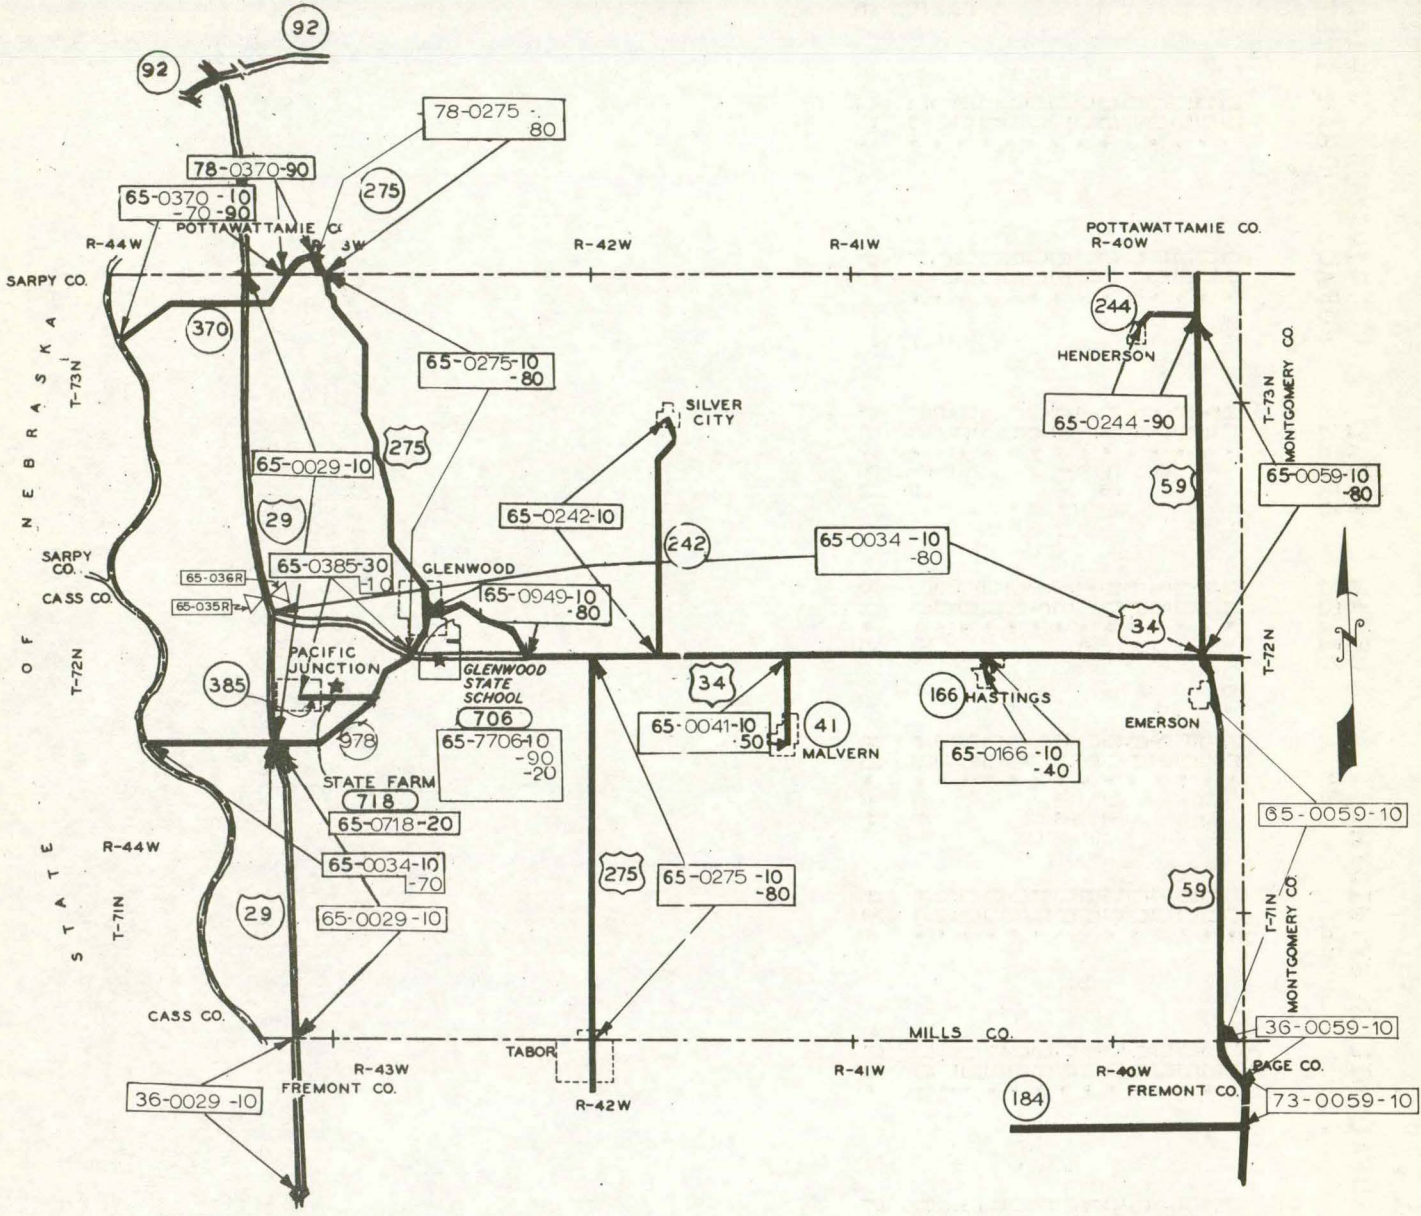 92
92
78-0275 -
80
78-0370-90
275
65-0370 -10
-70 -90
POTTAWATTAMIE C
POTTAWATTAMIE CO.
R-44W
3W
R-42W
R-41W
R-40W
SARPY CO.
370
244
HENDERSON
T-73N
T-73N
MONTGOMERY CO.
65-0275-10
-80
65-0244 -90
SILVER
CITY
275
65-0029-10
59
65-0059-10
-80
29
65-0242-10
242
65-0034 -10
-80
SARPY
CO.
CASS CO.
65-036R
65-035R
65-0385-30
-10
GLENWOOD
65-0949-10
-80
34
PACIFIC
JUNCTION
T-72N
T-72N
385
GLENWOOD
STATE
SCHOOL
706
65-7706-10
-90
-20
34
65-0041-10
50
41
MALVERN
166
HASTINGS
65-0166 -10
-40
EMERSON
978
STATE FARM
718
65-0718-20
65-0059-10
R-44W
65-0034-10
-70
275
65-0275 -10
-80
59
29
65-0029 -10
T-71N
T-71N
MONTGOMERY CO.
STATE OF NEBRASKA
N
CASS CO.
MILLS CO.
36-0059-10
TABOR
R-43W
FREMONT CO.
R-42W
R-41W
R-40W
FREMONT CO.
PAGE CO.
36-0029 -10
184
73-0059-10